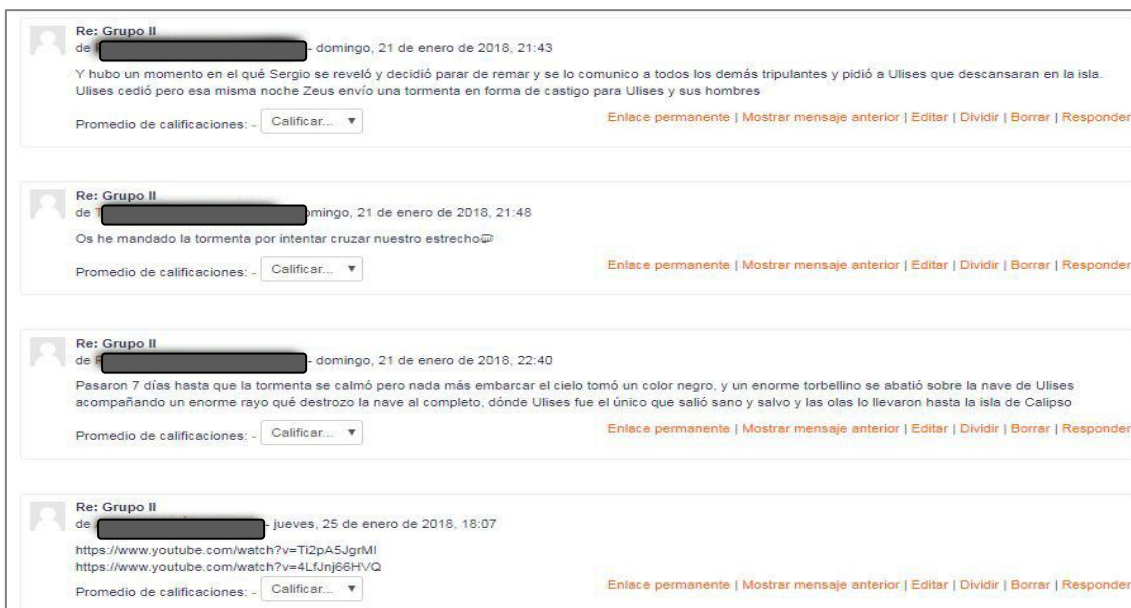 Re: Grupo II
de - domingo, 21 de enero de 2018, 21:43
Y hubo un momento en el qué Sergio se reveló y decidió parar de remar y se lo comunico a todos los demás tripulantes y pidió a Ulises que descansaran en la isla.
Ulises cedió pero esa misma noche Zeus envío una tormenta en forma de castigo para Ulises y sus hombres
Promedio de calificaciones: - Calificar...
Enlace permanente | Mostrar mensaje anterior | Editar | Dividir | Borrar | Responder
Re: Grupo II
de T omingo, 21 de enero de 2018, 21:48
Os he mandado la tormenta por intentar cruzar nuestro estrecho
Promedio de calificaciones: - Calificar...
Enlace permanente | Mostrar mensaje anterior | Editar | Dividir | Borrar | Responder
Re: Grupo II
de - domingo, 21 de enero de 2018, 22:40
Pasaron 7 días hasta que la tormenta se calmó pero nada más embarcar el cielo tomó un color negro, y un enorme torbellino se abatió sobre la nave de Ulises
acompañando un enorme rayo qué destrozo la nave al completo, dónde Ulises fue el único que salió sano y salvo y las olas lo llevaron hasta la isla de Calipso
Promedio de calificaciones: - Calificar...
Enlace permanente | Mostrar mensaje anterior | Editar | Dividir | Borrar | Responder
Re: Grupo II
de - jueves, 25 de enero de 2018, 18:07
https://www.youtube.com/watch?v=Ti2pA5JgrMI
https://www.youtube.com/watch?v=4LfJnj66HVQ
Promedio de calificaciones: - Calificar...
Enlace permanente | Mostrar mensaje anterior | Editar | Dividir | Borrar | Responder